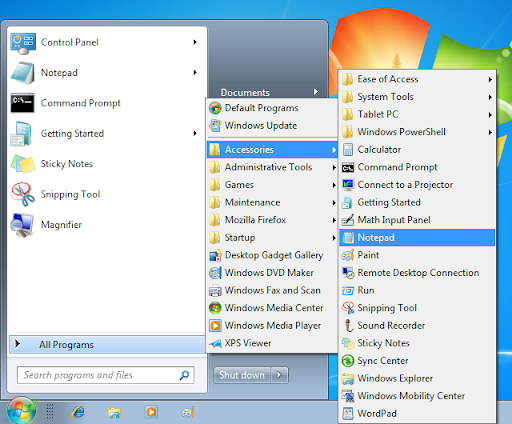 Control Panel
Notepad
Command Prompt
Getting Started
Sticky Notes
Snipping Tool
Magnifier
All Programs
Search programs and files
Documents
Shut down
Default Programs
Windows Update
Accessories
Administrative Tools
Games
Maintenance
Mozilla Firefox
Startup
Desktop Gadget Gallery
Windows DVD Maker
Windows Fax and Scan
Windows Media Center
Windows Media Player
XPS Viewer
Ease of Access
System Tools
Tablet PC
Windows PowerShell
Calculator
Command Prompt
Connect to a Projector
Getting Started
Math Input Panel
Notepad
Paint
Remote Desktop Connection
Run
Snipping Tool
Sound Recorder
Sticky Notes
Sync Center
Windows Explorer
Windows Mobility Center
WordPad